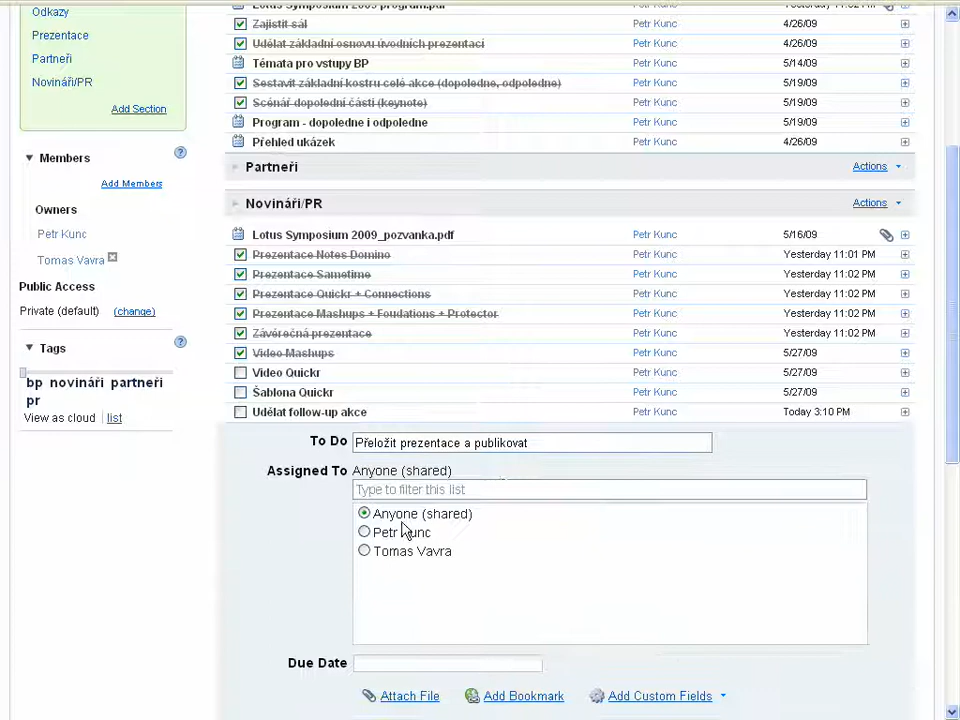 Odkazy
Prezentace
Partneři
Novináři/PR
Add Section
Members
Add Members
Owners
Petr Kunc
Tomas Vavra
Public Access
Private (default) (change)
Tags
bp novináři partneři
pr
View as cloud | list
Lotus Symposium 2009 program.pdf Petr Kunc Yesterday 11:02 PM
Zajistit sál Petr Kunc 4/26/09
Udělat základní osnovu úvodních prezentací Petr Kunc 4/26/09
Témata pro vstupy BP Petr Kunc 5/14/09
Sestavit základní kostru celé akce (dopoledne, odpoledne) Petr Kunc 5/19/09
Scénář dopolední části (keynote) Petr Kunc 5/19/09
Program - dopoledne i odpoledne Petr Kunc 5/19/09
Přehled ukázek Petr Kunc 4/26/09
Partneři Actions
Novináři/PR Actions
Lotus Symposium 2009_pozvanka.pdf Petr Kunc 5/16/09
Prezentace Notes Domino Petr Kunc Yesterday 11:01 PM
Prezentace Sametime Petr Kunc Yesterday 11:02 PM
Prezentace Quickr + Connections Petr Kunc Yesterday 11:02 PM
Prezentace Mashups + Foudations + Protector Petr Kunc Yesterday 11:02 PM
Závěrečná prezentace Petr Kunc Yesterday 11:02 PM
Video Mashups Petr Kunc 5/27/09
Video Quickr Petr Kunc 5/27/09
Šablona Quickr Petr Kunc 5/27/09
Udělat follow-up akce Petr Kunc Today 3:10 PM
To Do Přeložit prezentace a publikovat
Assigned To Anyone (shared)
Type to filter this list
Anyone (shared)
Petr Kunc
Tomas Vavra
Due Date
Attach File Add Bookmark Add Custom Fields